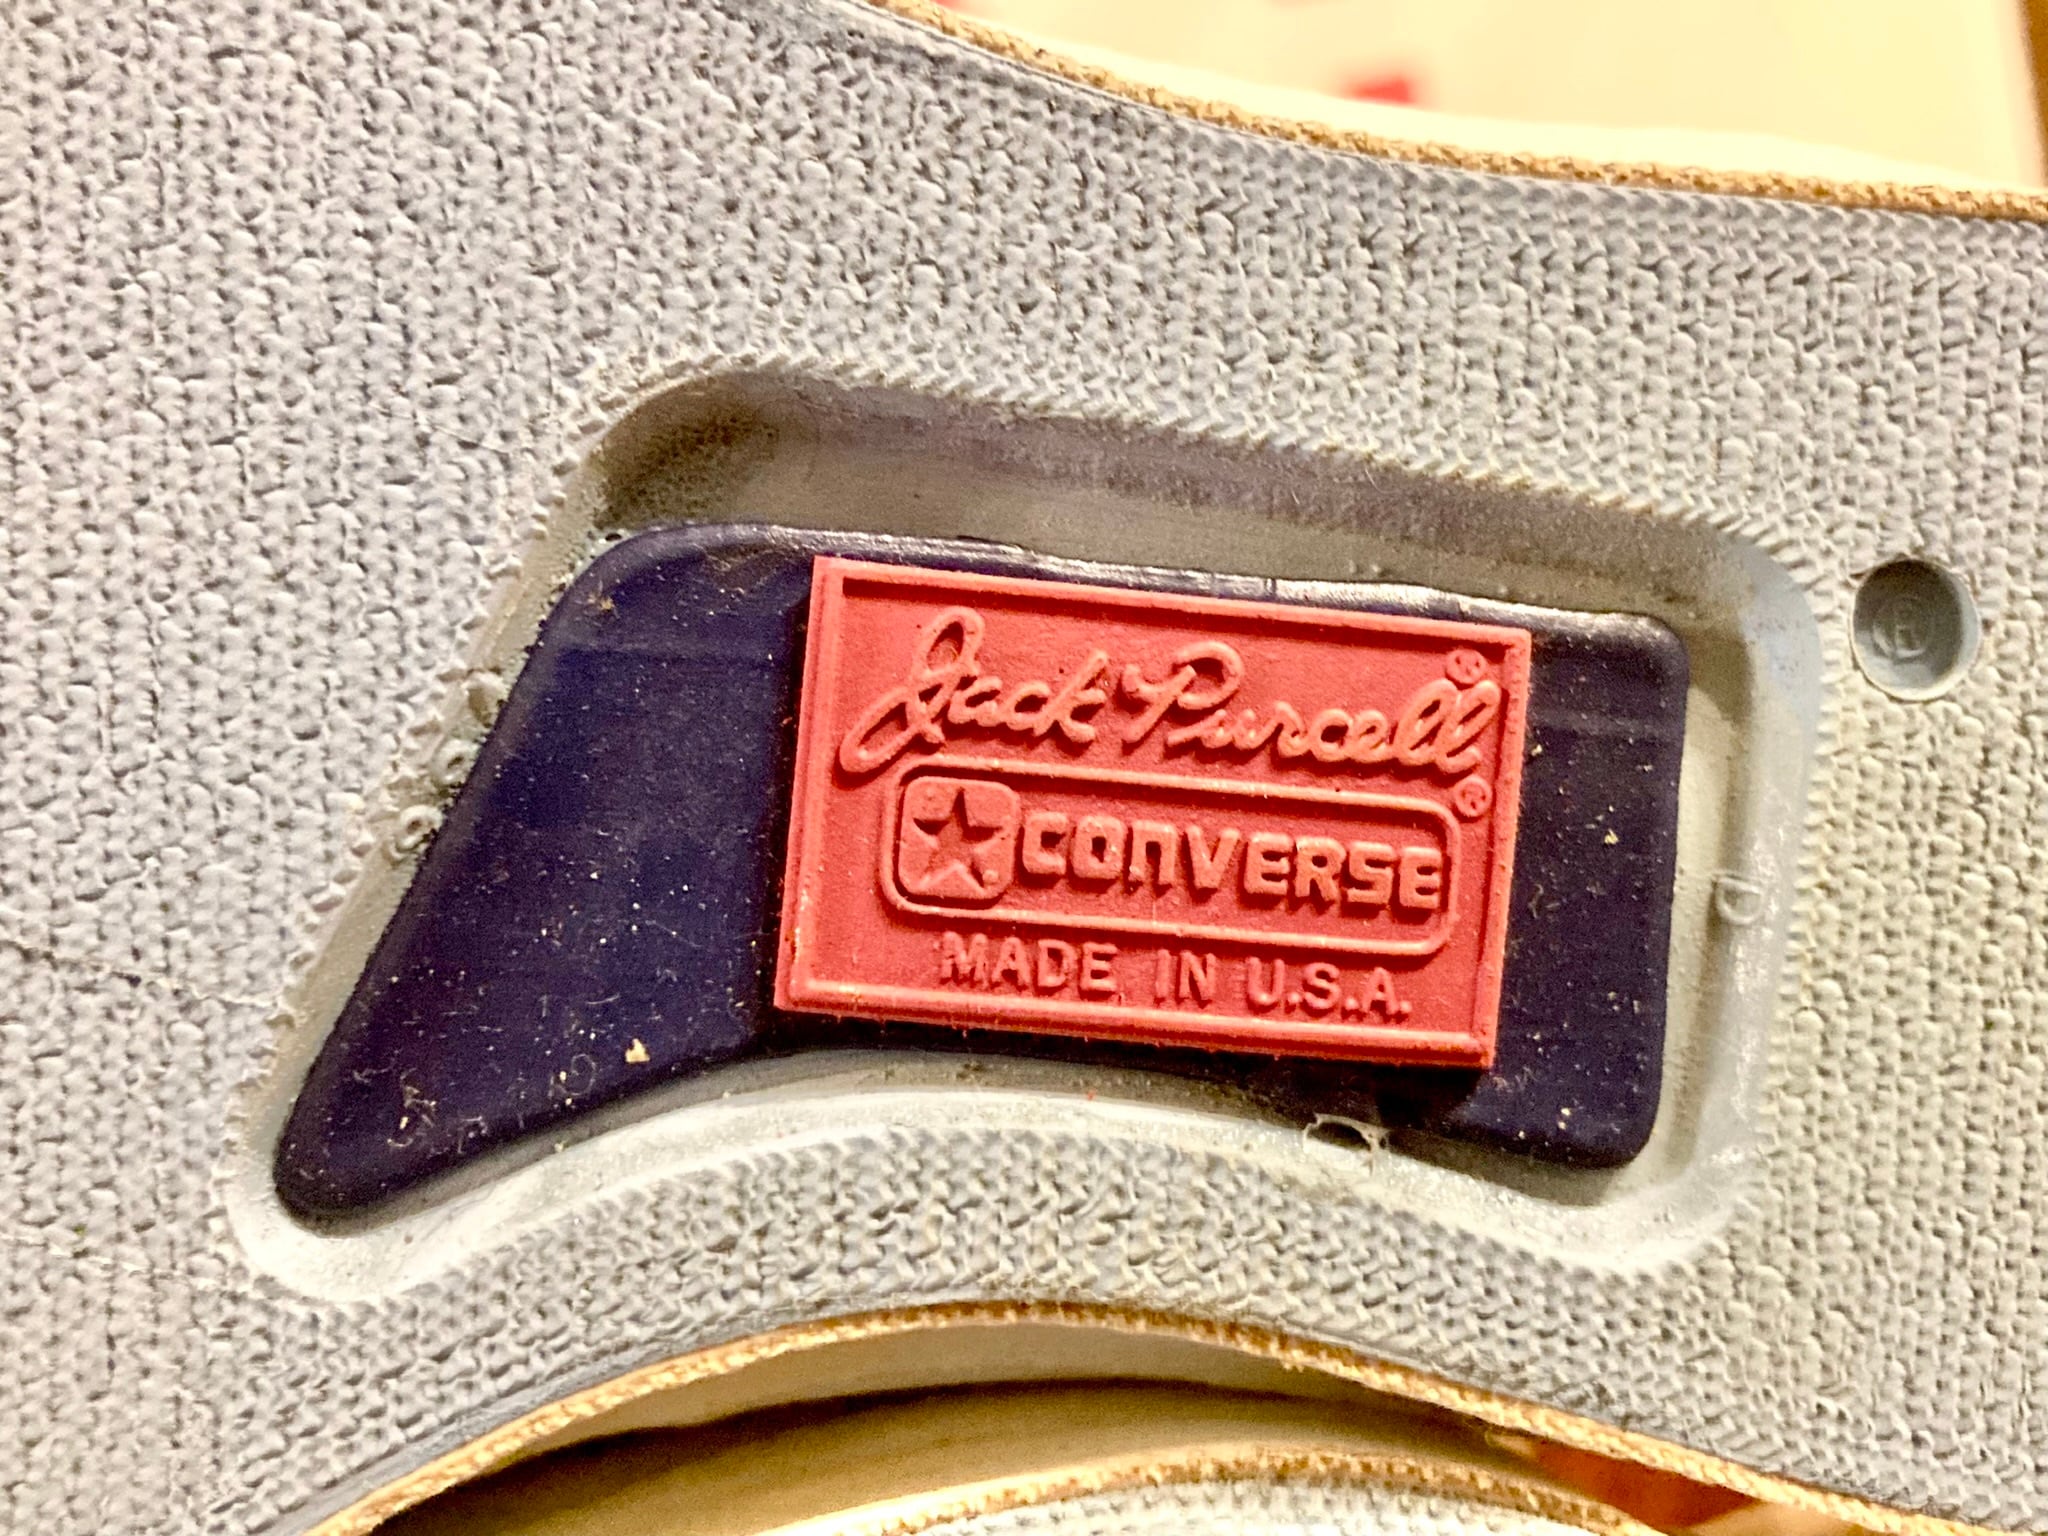 Jack Purcell®
CONVERSE®
MADE IN U.S.A.